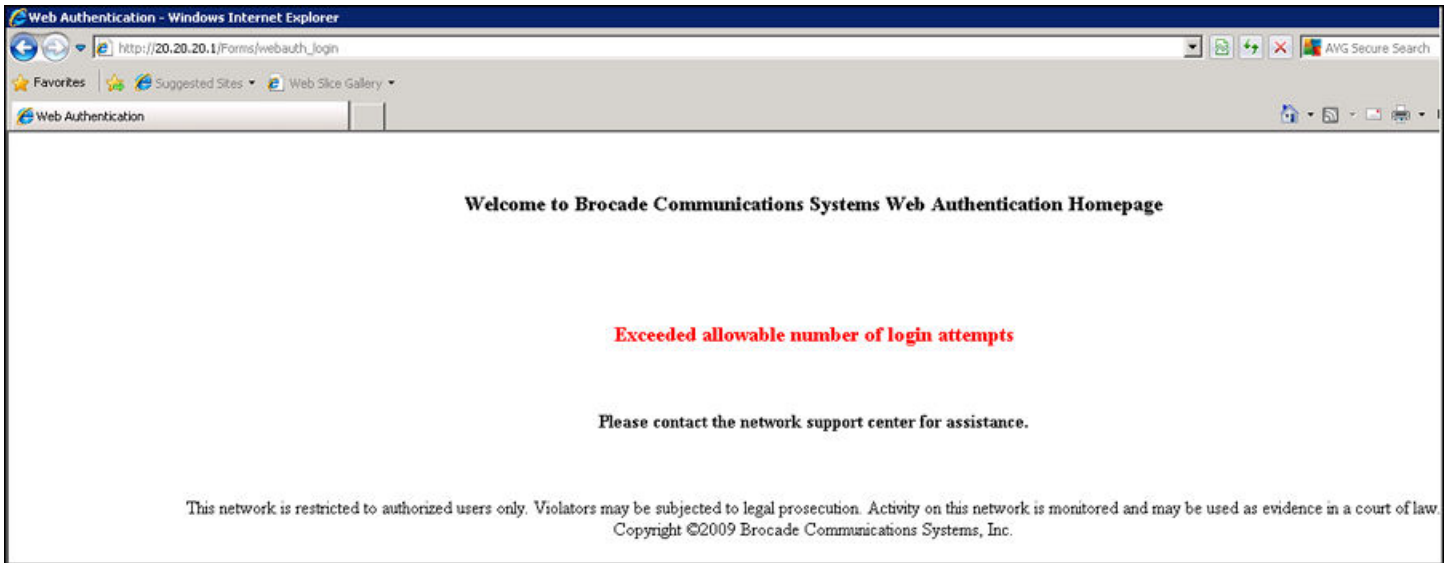 Web Authentication - Windows Internet Explorer
http://20.20.20.1/Forms/webauth_login
AVG Secure Search
Favorites
Suggested Sites
Web Slice Gallery
Web Authentication
Welcome to Brocade Communications Systems Web Authentication Homepage
Exceeded allowable number of login attempts
Please contact the network support center for assistance.
This network is restricted to authorized users only. Violators may be subjected to legal prosecution. Activity on this network is monitored and may be used as evidence in a court of law.
Copyright ©2009 Brocade Communications Systems, Inc.